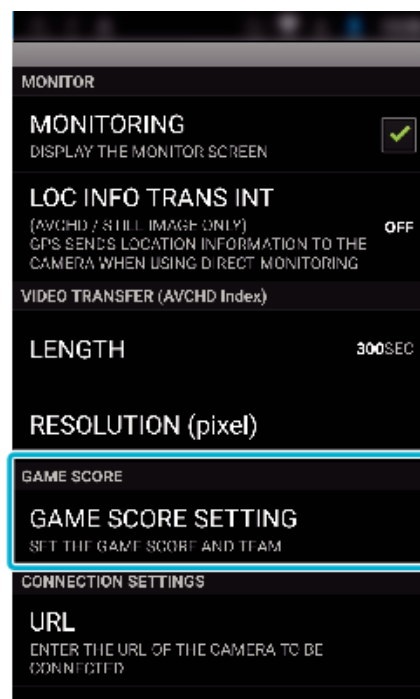 MONITOR
MONITORING
DISPLAY THE MONITOR SCREEN
LOC INFO TRANS INT
(AVCHD / STILL IMAGE ONLY)
GPS SENDS LOCATION INFORMATION TO THE
CAMERA WHEN USING DIRECT MONITORING
OFF
VIDEO TRANSFER (AVCHD Index)
LENGTH
300SEC
RESOLUTION (pixel)
GAME SCORE
GAME SCORE SETTING
SET THE GAME SCORE AND TEAM
CONNECTION SETTINGS
URL
ENTER THE URL OF THE CAMERA TO BE
CONNECTED